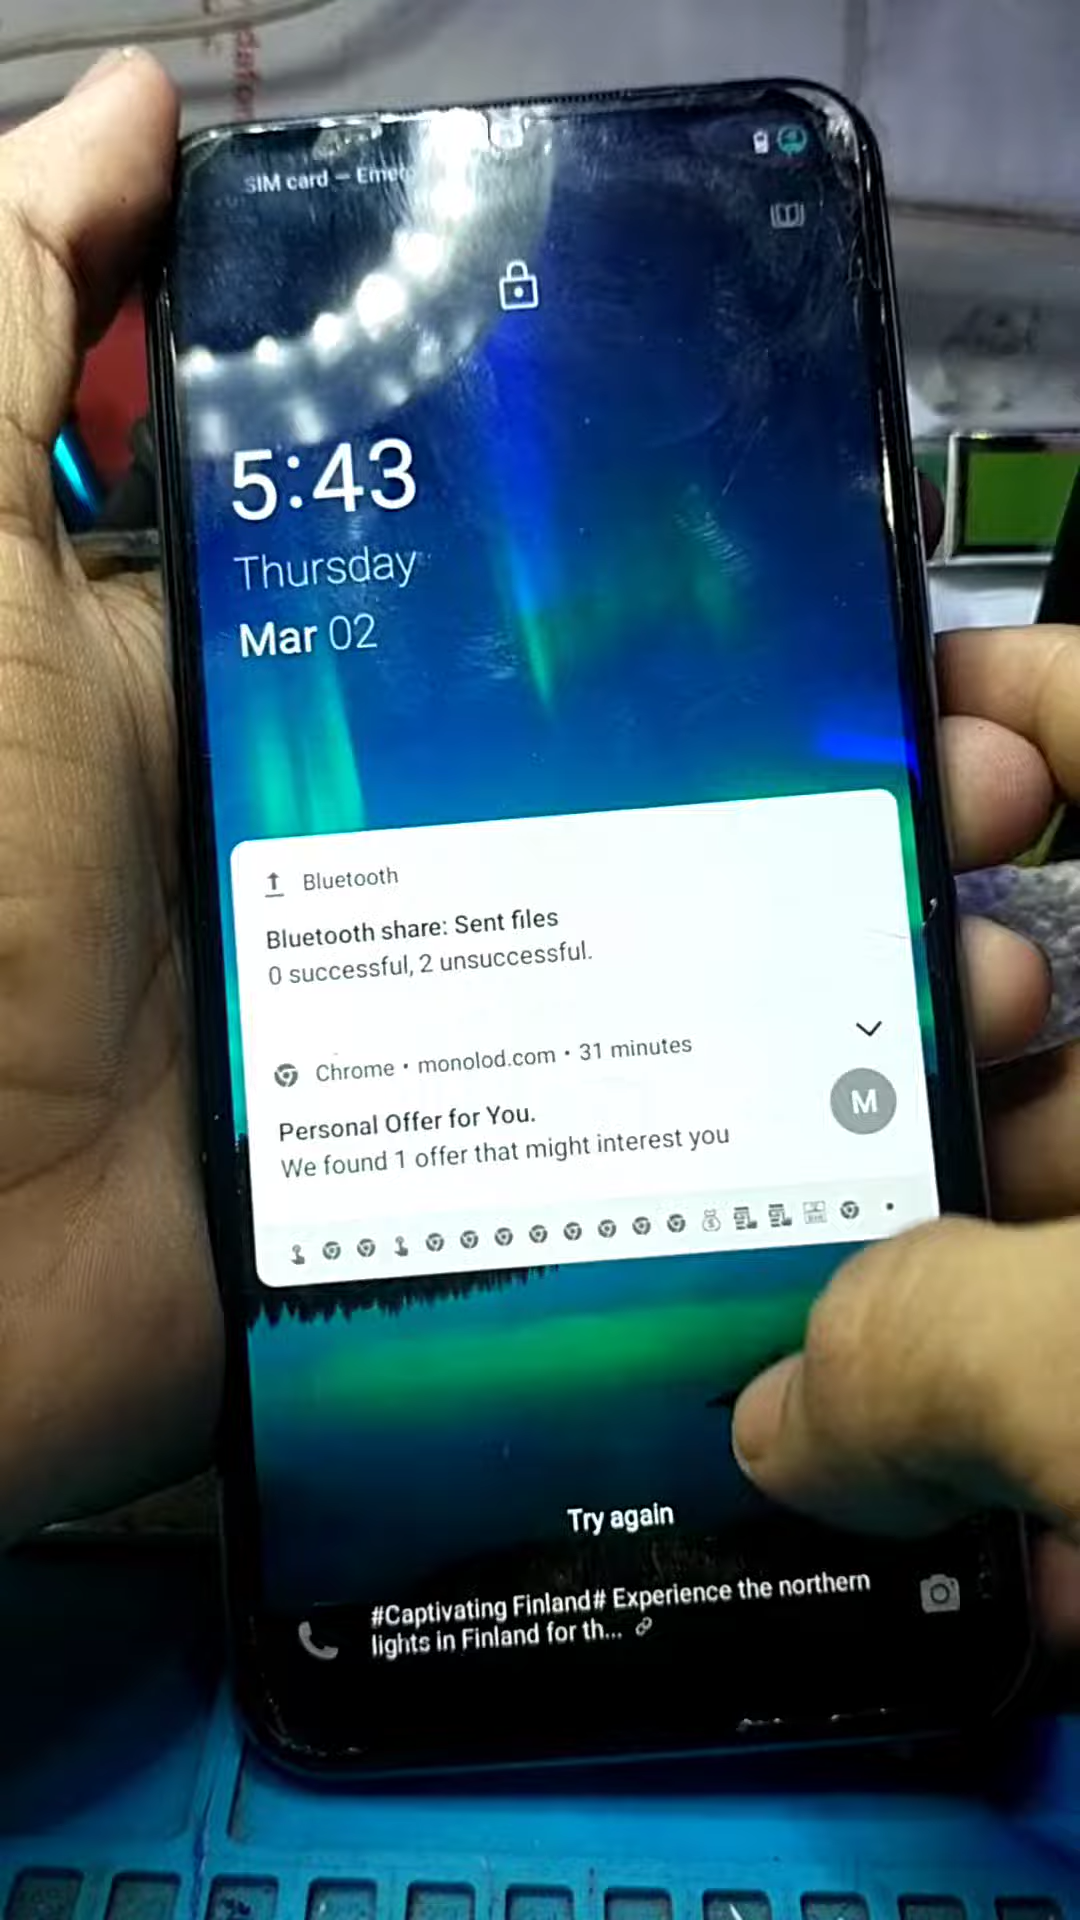 SIM card – Emer
5:43
Thursday
Mar 02
Bluetooth
Bluetooth share: Sent files
0 successful, 2 unsuccessful.
Chrome • monolod.com • 31 minutes
Personal Offer for You.
We found 1 offer that might interest you
M
Try again
#Captivating Finland# Experience the northern
lights in Finland for th...